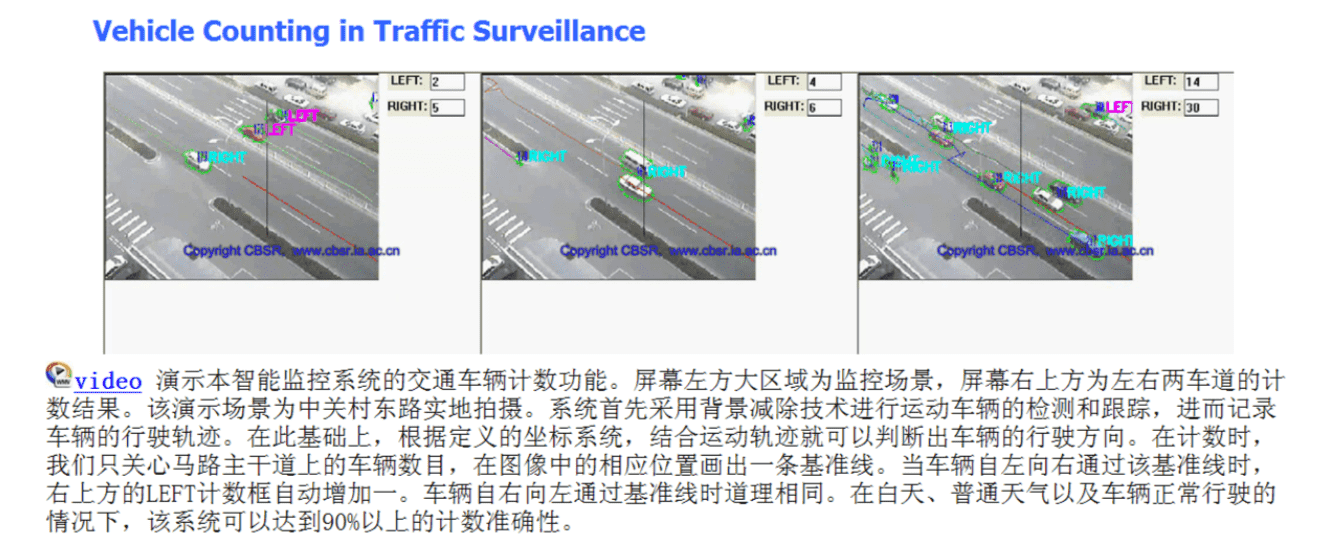 Vehicle Counting in Traffic Surveillance
LEFT: 2
RIGHT: 5
LEFT
LEFT
RIGHT
Copyright CBSR, www.cbsr.ia.ac.cn
LEFT: 4
RIGHT: 6
RIGHT
RIGHT
Copyright CBSR, www.cbsr.ia.ac.cn
LEFT: 14
RIGHT: 30
LEFT
RIGHT
RIGHT
RIGHT
RIGHT
RIGHT
RIGHT
Copyright CBSR, www.cbsr.ia.ac.cn
video 演示本智能监控系统的交通车辆计数功能。屏幕左方大区域为监控场景，屏幕右上方为左右两车道的计
数结果。该演示场景为中关村东路实地拍摄。系统首先采用背景减除技术进行运动车辆的检测和跟踪，进而记录
车辆的行驶轨迹。在此基础上，根据定义的坐标系统，结合运动轨迹就可以判断出车辆的行驶方向。在计数时，
我们只关心马路主干道上的车辆数目，在图像中的相应位置画出一条基准线。当车辆自左向右通过该基准线时，
右上方的LEFT计数框自动增加一。车辆自右向左通过基准线时道理相同。在白天、普通天气以及车辆正常行驶的
情况下，该系统可以达到90%以上的计数准确性。